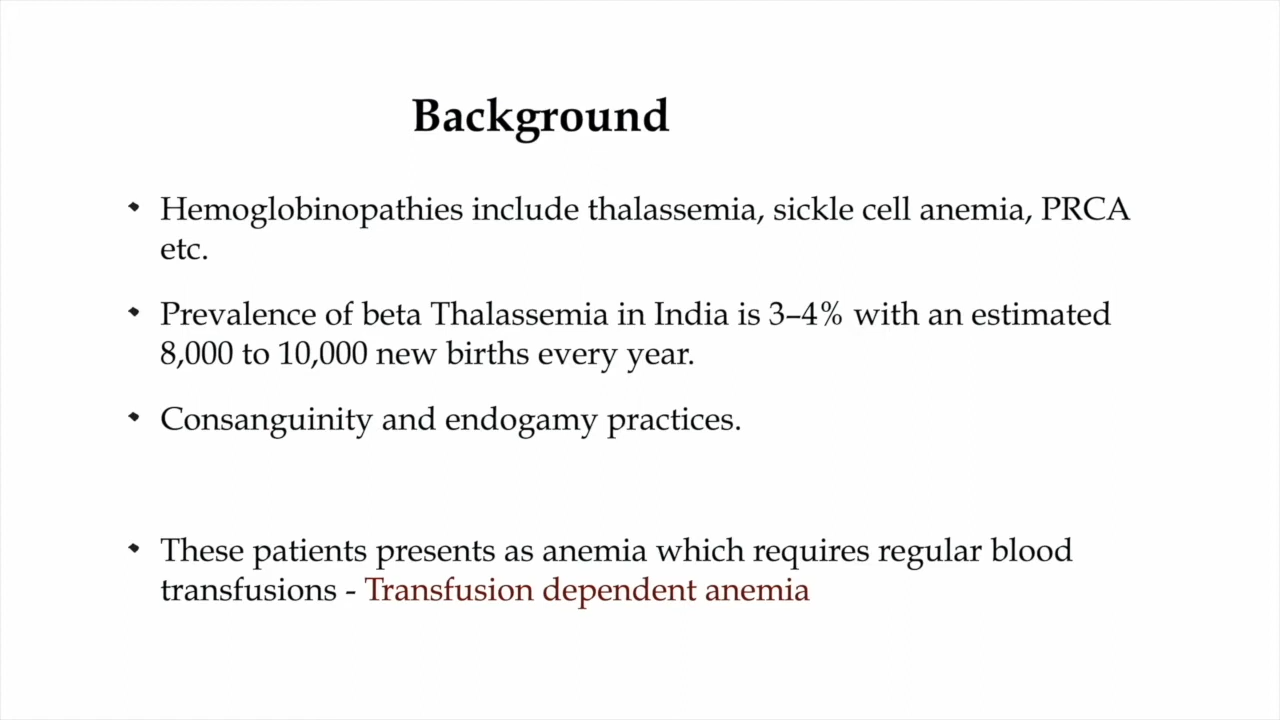 Background
• Hemoglobinopathies include thalassemia, sickle cell anemia, PRCA
etc.
• Prevalence of beta Thalassemia in India is 3–4% with an estimated
8,000 to 10,000 new births every year.
• Consanguinity and endogamy practices.
• These patients presents as anemia which requires regular blood
transfusions - Transfusion dependent anemia